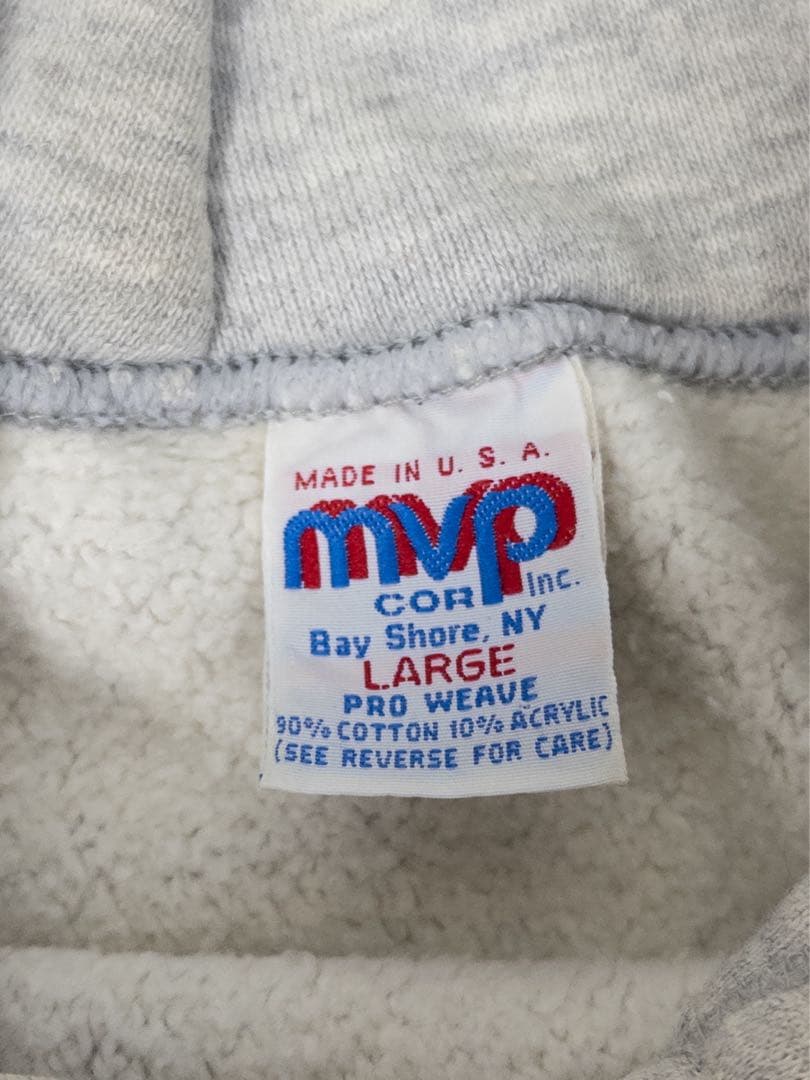 MADE IN U. S. A.
mvp
COR Inc.
Bay Shore, NY
LARGE
PRO WEAVE
90% COTTON 10% ACRYLIC
(SEE REVERSE FOR CARE)